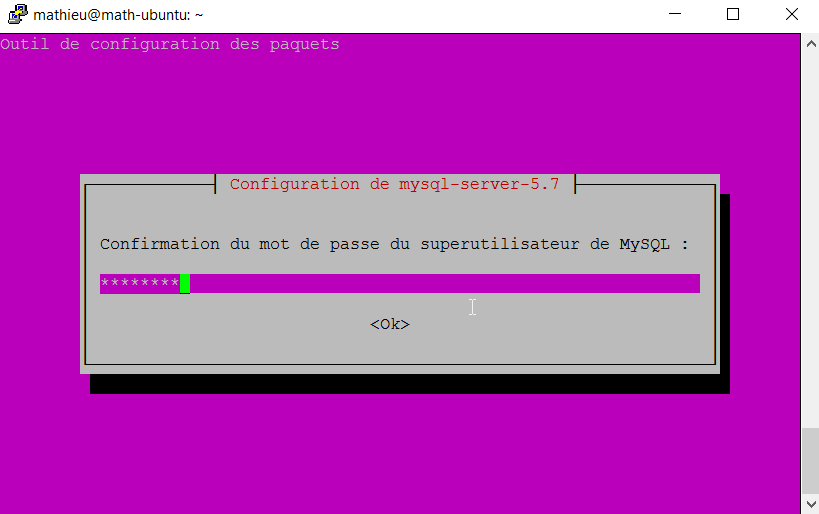 mathieu@math-ubuntu: ~
Outil de configuration des paquets
Configuration de mysql-server-5.7
Confirmation du mot de passe du superutilisateur de MySQL :
********
<Ok>